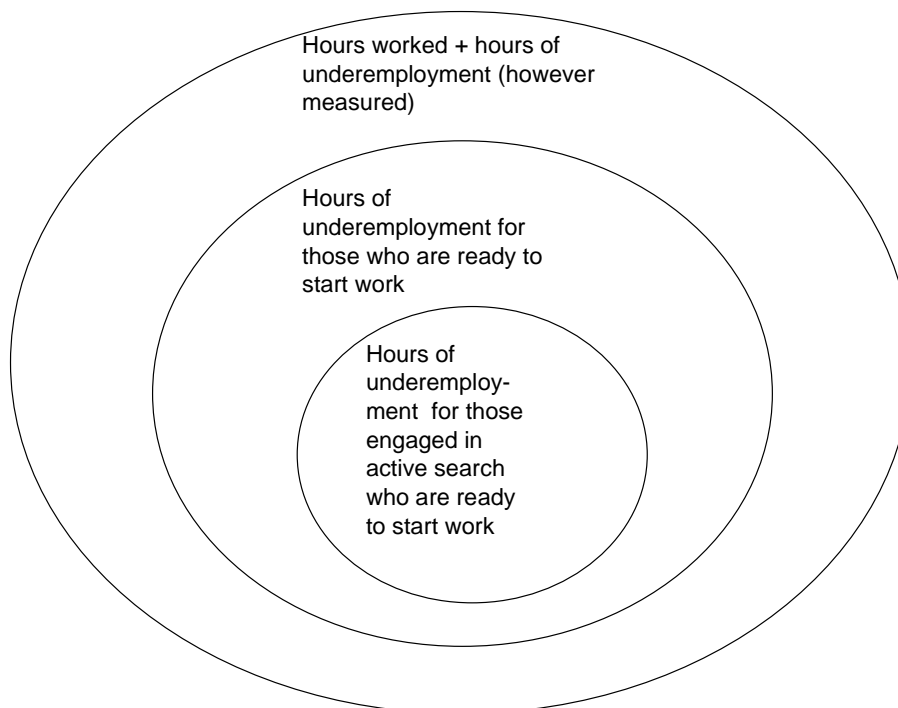 Hours worked + hours of
underemployment (however
measured)
Hours of
underemployment for
those who are ready to
start work
Hours of
underemploy-
ment  for those
engaged in
active search
who are ready
to start work